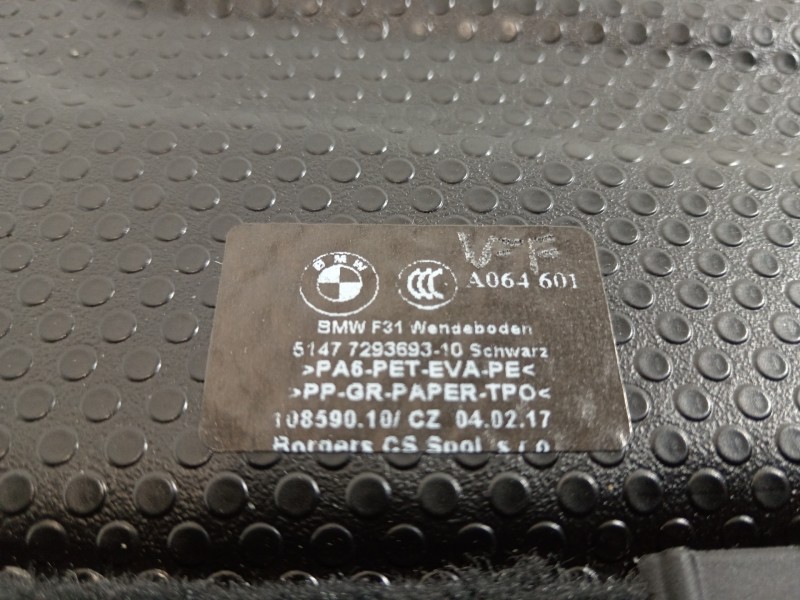 BMW
CCC
A064 601
BMW F31 Wendeboden
5147 7293693-10 Schwarz
>PA6-PET-EVA-PE<
>PP-GR-PAPER-TPO<
108590.10/ CZ 04.02.17
Borgers CS Spol. s r.o.